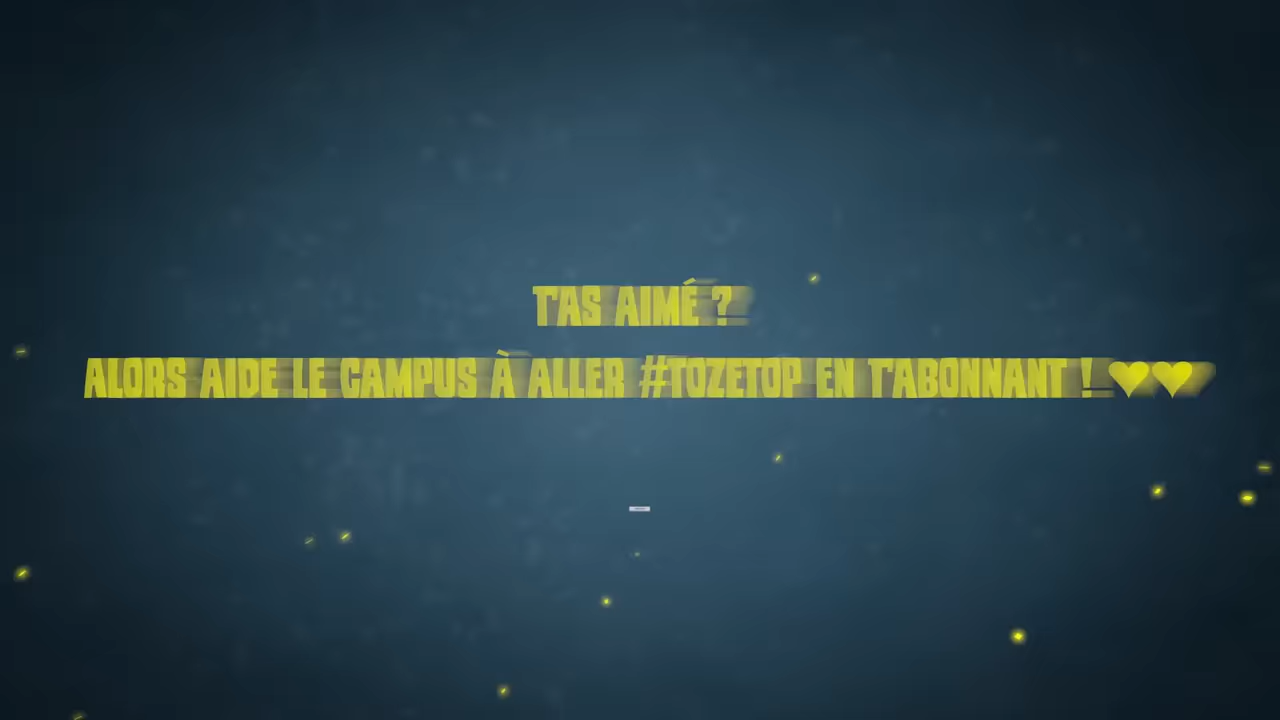 T'AS AIMÉ ?
ALORS AIDE LE CAMPUS À ALLER #TOZETOP EN T'ABONNANT ! ♥♥